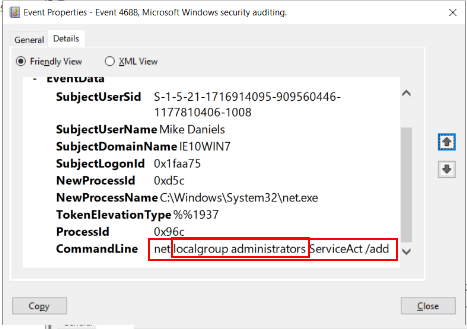 Event Properties - Event 4688, Microsoft Windows security auditing.
General Details
Friendly View XML View
- EventData
SubjectUserSid S-1-5-21-1716914095-909560446-
1177810406-1008
SubjectUserName Mike Daniels
SubjectDomainName IE10WIN7
SubjectLogonId 0x1faa75
NewProcessId 0xd5c
NewProcessName C:\Windows\System32\net.exe
TokenElevationType %%1937
ProcessId 0x96c
CommandLine net localgroup administrators ServiceAct /add
Copy Close